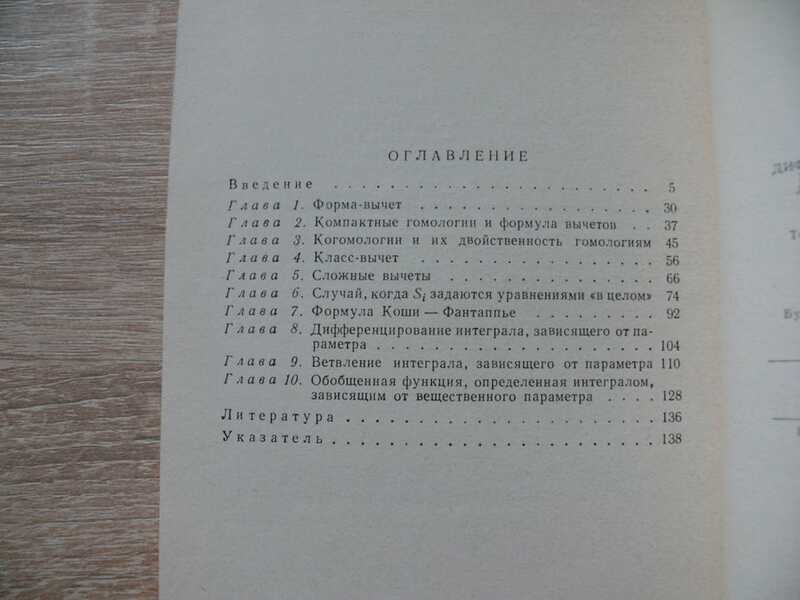 ОГЛАВЛЕНИЕ
Введение . . . . . . . . . . . . . . . . . . . . . . . . 5
Глава 1. Форма-вычет . . . . . . . . . . . . . . . . . 30
Глава 2. Компактные гомологии и формула вычетов . . 37
Глава 3. Когомологии и их двойственность гомологиям 45
Глава 4. Класс-вычет . . . . . . . . . . . . . . . . . . 56
Глава 5. Сложные вычеты . . . . . . . . . . . . . . . 66
Глава 6. Случай, когда Si задаются уравнениями «в целом» 74
Глава 7. Формула Коши — Фантаппье . . . . . . . . . 92
Глава 8. Дифференцирование интеграла, зависящего от па-
раметра . . . . . . . . . . . . . . . . . . . . 104
Глава 9. Ветвление интеграла, зависящего от параметра 110
Глава 10. Обобщенная функция, определенная интегралом,
зависящим от вещественного параметра . . . . 128
Литература . . . . . . . . . . . . . . . . . . . . . . 136
Указатель . . . . . . . . . . . . . . . . . . . . . . . 138